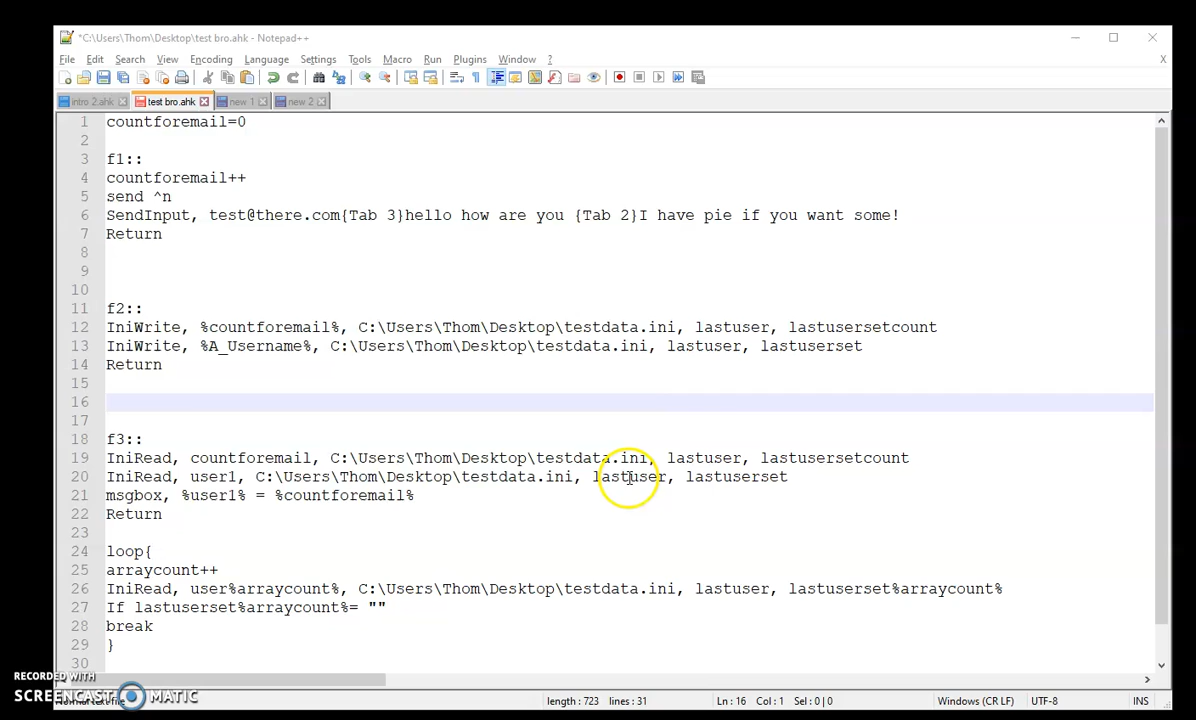 *C:\Users\Thom\Desktop\test bro.ahk - Notepad++
File Edit Search View Encoding Language Settings Tools Macro Run Plugins Window ? X
intro 2.ahk test bro.ahk new 1 new 2
1 countforemail=0
2
3 f1::
4 countforemail++
5 send ^n
6 SendInput, test@there.com{Tab 3}hello how are you {Tab 2}I have pie if you want some!
7 Return
8
9
10
11 f2::
12 IniWrite, %countforemail%, C:\Users\Thom\Desktop\testdata.ini, lastuser, lastusersetcount
13 IniWrite, %A_Username%, C:\Users\Thom\Desktop\testdata.ini, lastuser, lastuserset
14 Return
15
16
17
18 f3::
19 IniRead, countforemail, C:\Users\Thom\Desktop\testdata.ini, lastuser, lastusersetcount
20 IniRead, user1, C:\Users\Thom\Desktop\testdata.ini, lastuser, lastuserset
21 msgbox, %user1% = %countforemail%
22 Return
23
24 loop{
25 arraycount++
26 IniRead, user%arraycount%, C:\Users\Thom\Desktop\testdata.ini, lastuser, lastuserset%arraycount%
27 If lastuserset%arraycount%= ""
28 break
29 }
30
RECORDED WITH
SCREENCAST MATIC
length : 723 lines : 31 Ln : 16 Col : 1 Sel : 0 | 0 Windows (CR LF) UTF-8 INS